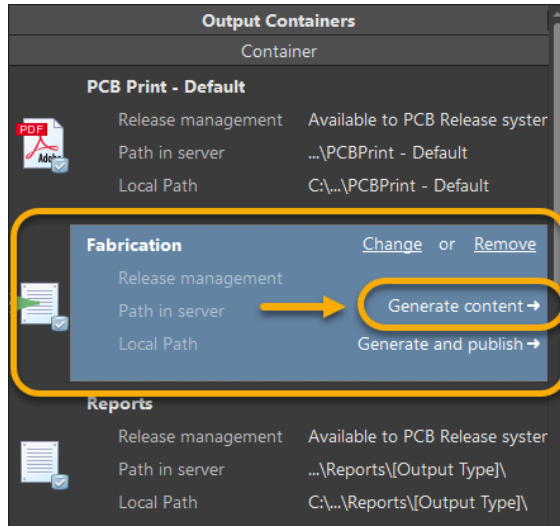 Output Containers
Container
PCB Print - Default
Release management Available to PCB Release syster
Path in server ...\PCBPrint - Default
Local Path C:\...\PCBPrint - Default
Fabrication Change or Remove
Release management
Path in server Generate content
Local Path Generate and publish
Reports
Release management Available to PCB Release syster
Path in server ...\Reports\[Output Type]\
Local Path C:\...\Reports\[Output Type]\
PDF
Adobe